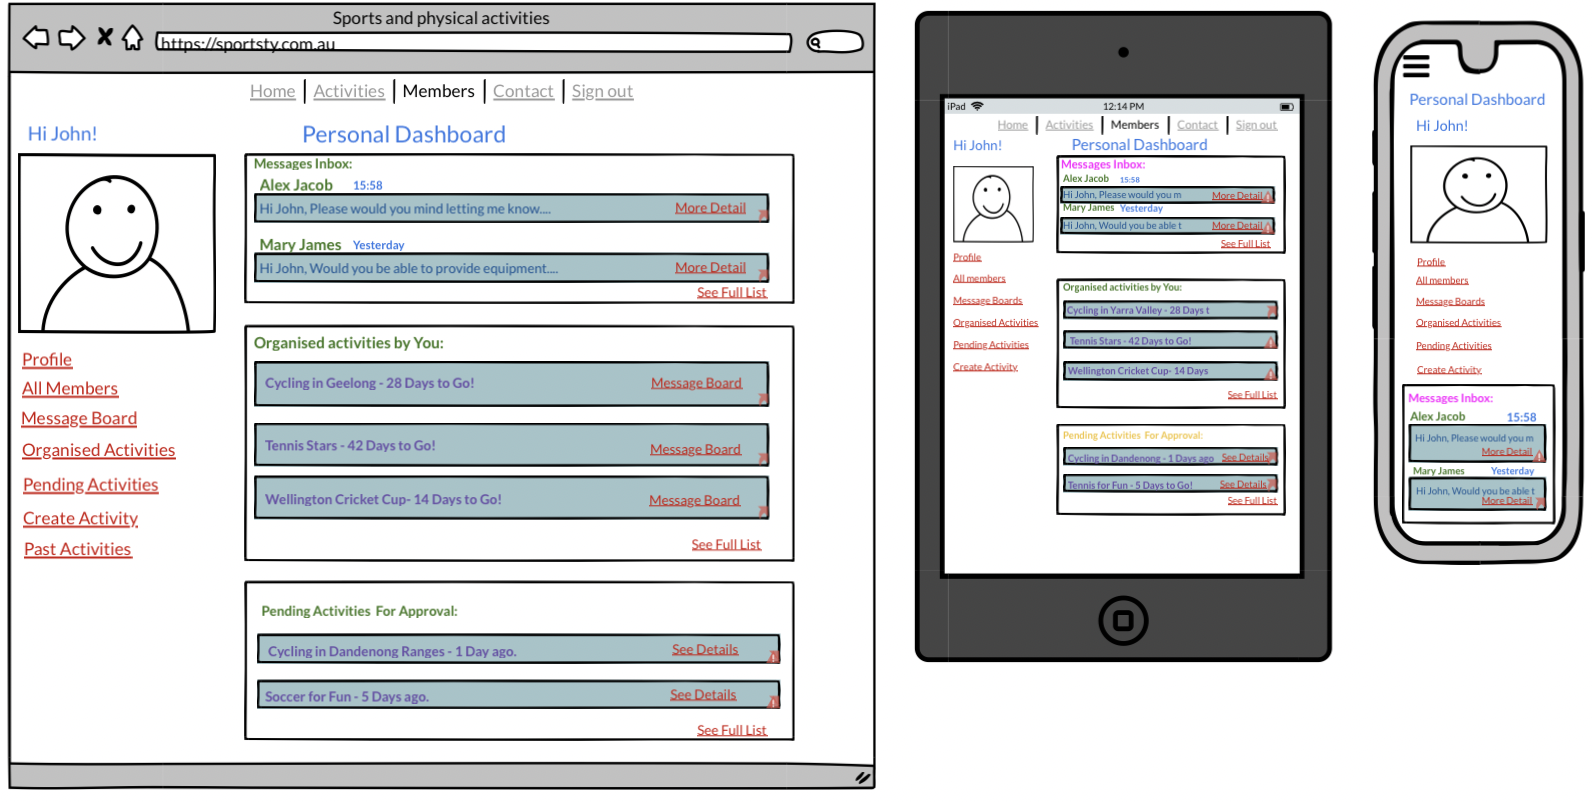 Sports and physical activities
https://sportsty.com.au
Home | Activities | Members | Contact | Sign out
Hi John!
Personal Dashboard
Messages Inbox:
Alex Jacob 15:58
Hi John, Please would you mind letting me know.... More Detail
Mary James Yesterday
Hi John, Would you be able to provide equipment.... More Detail
See Full List
Profile
All Members
Message Board
Organised Activities
Pending Activities
Create Activity
Past Activities
Organised activities by You:
Cycling in Geelong - 28 Days to Go! Message Board
Tennis Stars - 42 Days to Go! Message Board
Wellington Cricket Cup- 14 Days to Go! Message Board
See Full List
Pending Activities For Approval:
Cycling in Dandenong Ranges - 1 Day ago. See Details
Soccer for Fun - 5 Days ago. See Details
See Full List
iPad 12:14 PM
Home | Activities | Members | Contact | Sign out
Hi John!
Personal Dashboard
Messages Inbox:
Alex Jacob 15:58
Hi John, Please would you m More Detail
Mary James Yesterday
Hi John, Would you be able t More Detail
See Full List
Profile
All members
Message Boards
Organised Activities
Pending Activities
Create Activity
Organised activities by You:
Cycling in Yarra Valley - 28 Days t
Tennis Stars - 42 Days to Go!
Wellington Cricket Cup- 14 Days
See Full List
Pending Activities For Approval:
Cycling in Dandenong - 1 Days ago See Details
Tennis for Fun - 5 Days to Go! See Details
See Full List
Personal Dashboard
Hi John!
Profile
All members
Message Boards
Organised Activities
Pending Activities
Create Activity
Messages Inbox:
Alex Jacob 15:58
Hi John, Please would you m
More Detail
Mary James Yesterday
Hi John, Would you be able t
More Detail